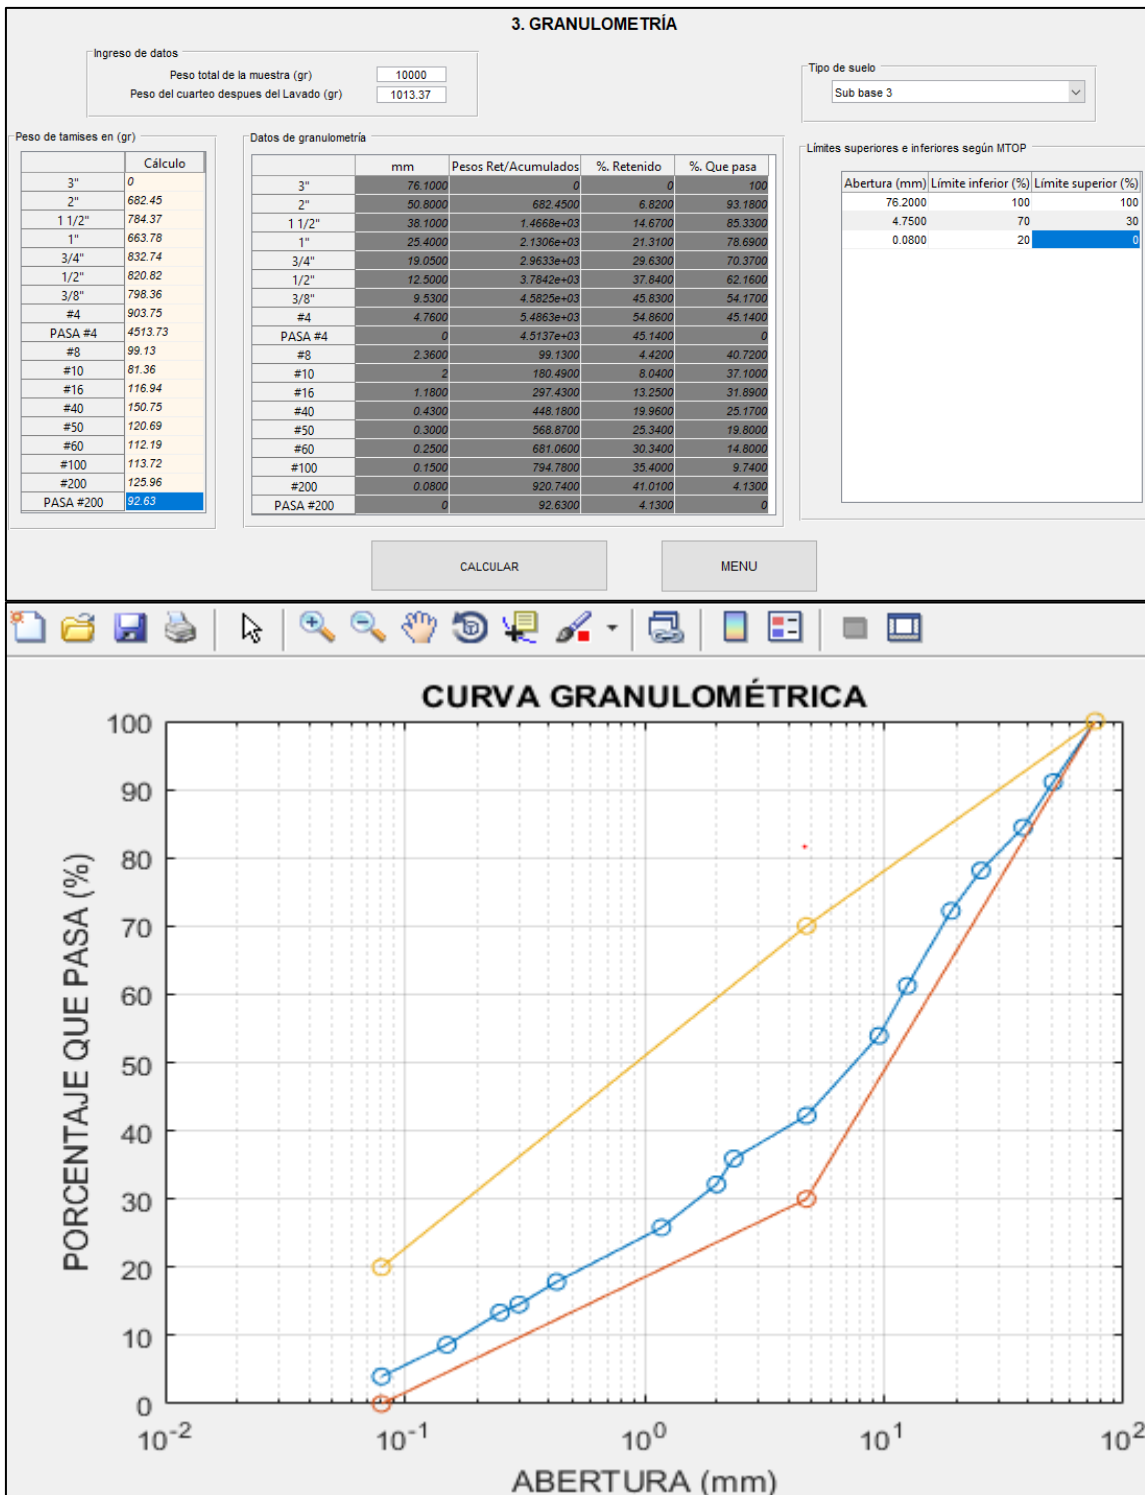 3. GRANULOMETRÍA
Ingreso de datos
Peso total de la muestra (gr) 10000
Peso del cuarteo despues del Lavado (gr) 1013.37
Tipo de suelo
Sub base 3
Peso de tamises en (gr)
Cálculo
3" 0
2" 682.45
1 1/2" 784.37
1" 663.78
3/4" 832.74
1/2" 820.82
3/8" 798.36
#4 903.75
PASA #4 4513.73
#8 99.13
#10 81.36
#16 116.94
#40 150.75
#50 120.69
#60 112.19
#100 113.72
#200 125.96
PASA #200 92.63
Datos de granulometría
mm Pesos Ret/Acumulados %. Retenido %. Que pasa
3" 76.1000 0 0 100
2" 50.8000 682.4500 6.8200 93.1800
1 1/2" 38.1000 1.4668e+03 14.6700 85.3300
1" 25.4000 2.1306e+03 21.3100 78.6900
3/4" 19.0500 2.9633e+03 29.6300 70.3700
1/2" 12.5000 3.7842e+03 37.8400 62.1600
3/8" 9.5300 4.5825e+03 45.8300 54.1700
#4 4.7600 5.4863e+03 54.8600 45.1400
PASA #4 0 4.5137e+03 45.1400 0
#8 2.3600 99.1300 4.4200 40.7200
#10 2 180.4900 8.0400 37.1000
#16 1.1800 297.4300 13.2500 31.8900
#40 0.4300 448.1800 19.9600 25.1700
#50 0.3000 568.8700 25.3400 19.8000
#60 0.2500 681.0600 30.3400 14.8000
#100 0.1500 794.7800 35.4000 9.7400
#200 0.0800 920.7400 41.0100 4.1300
PASA #200 0 92.6300 4.1300 0
Límites superiores e inferiores según MTOP
Abertura (mm) Límite inferior (%) Límite superior (%)
76.2000 100 100
4.7500 70 30
0.0800 20 0
CALCULAR
MENU
CURVA GRANULOMÉTRICA
PORCENTAJE QUE PASA (%)
100
90
80
70
60
50
40
30
20
10
0
10-2 10-1 100 101 102
ABERTURA (mm)